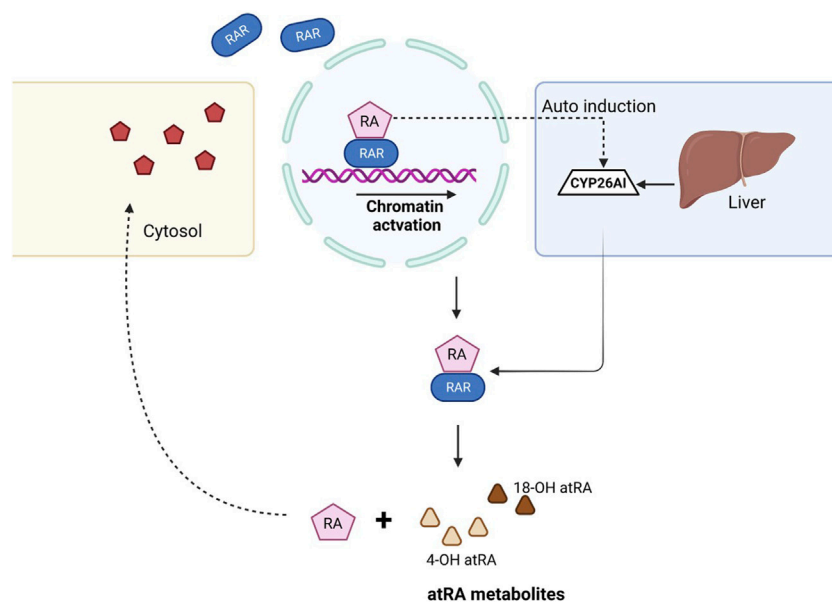 RAR
RAR
RA
RAR
Chromatin
actvation
Auto induction
CYP26AI
Liver
Cytosol
RA
RAR
RA
+
18-OH atRA
4-OH atRA
atRA metabolites